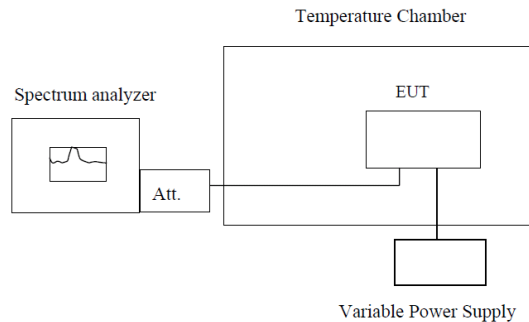 Temperature Chamber
Spectrum analyzer
EUT
Att.
Variable Power Supply